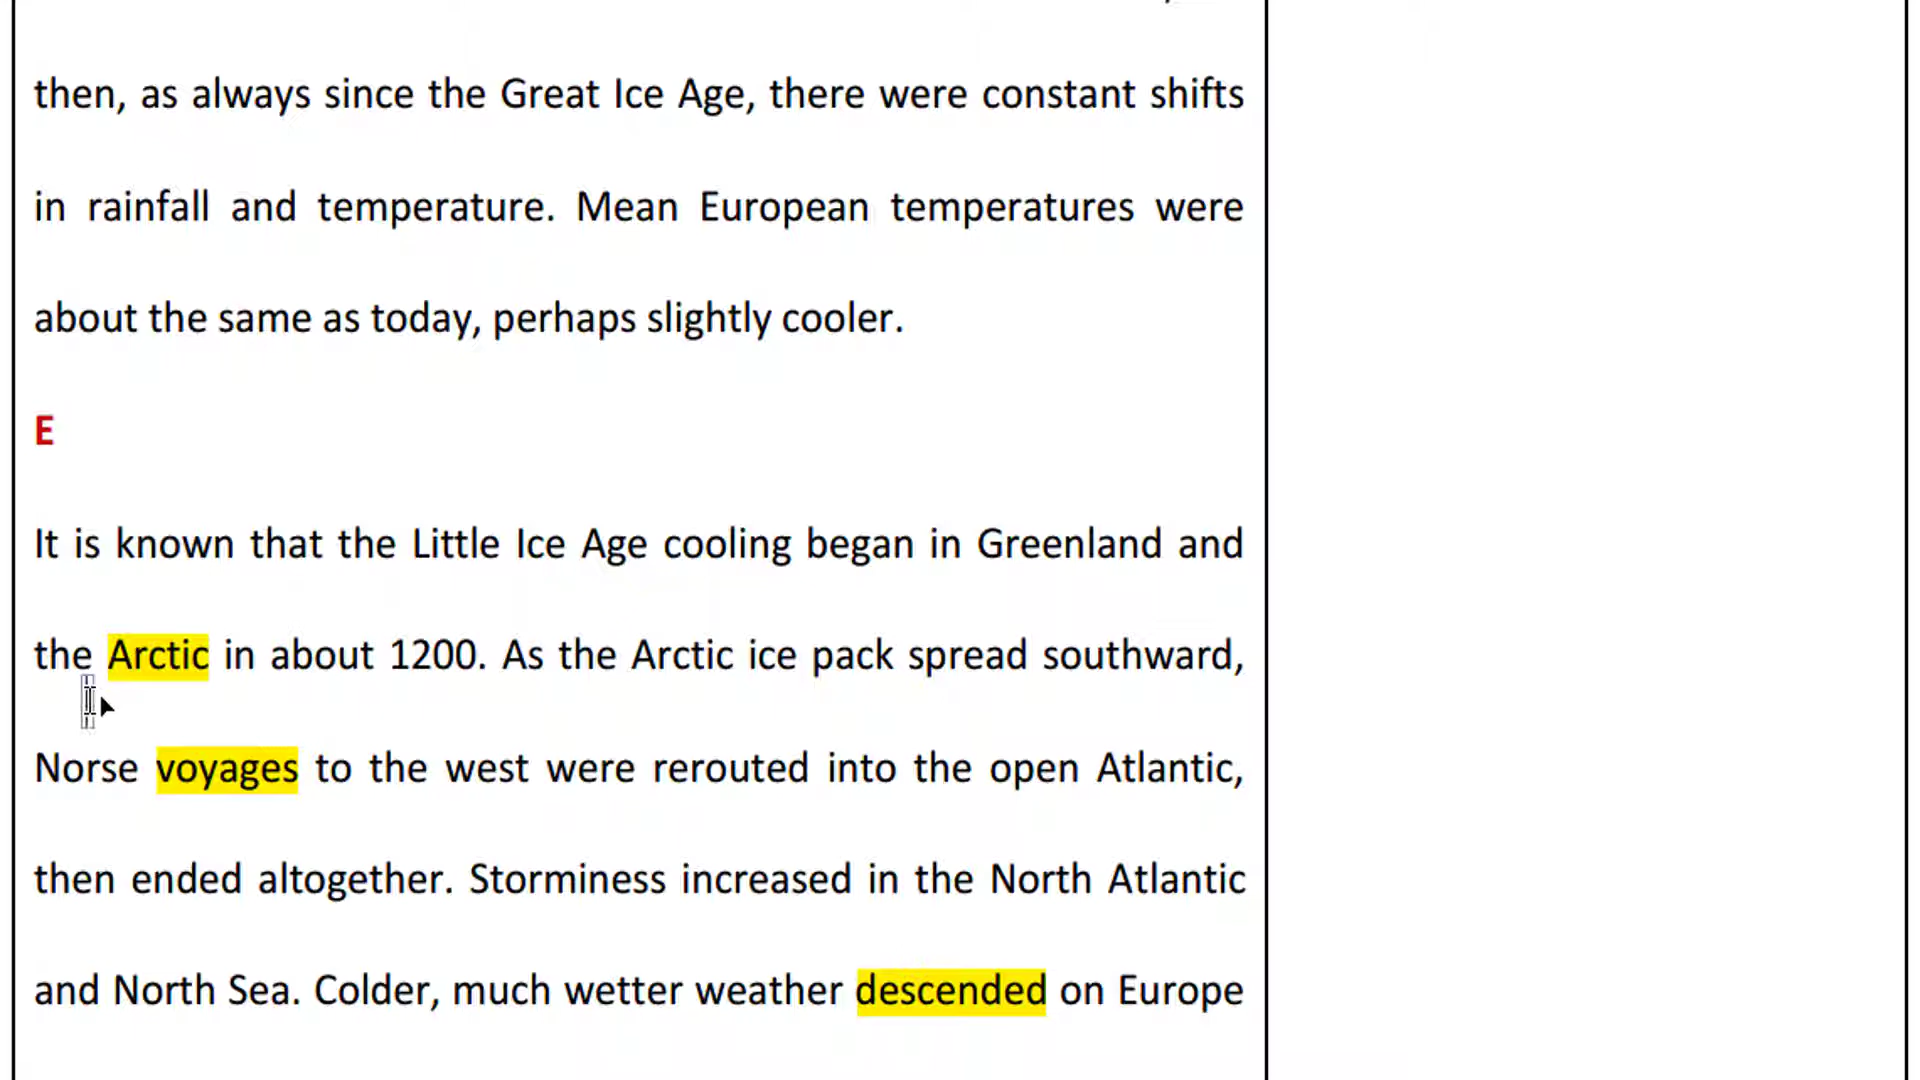 then, as always since the Great Ice Age, there were constant shifts
in rainfall and temperature. Mean European temperatures were
about the same as today, perhaps slightly cooler.
E
It is known that the Little Ice Age cooling began in Greenland and
the Arctic in about 1200. As the Arctic ice pack spread southward,
Norse voyages to the west were rerouted into the open Atlantic,
then ended altogether. Storminess increased in the North Atlantic
and North Sea. Colder, much wetter weather descended on Europe